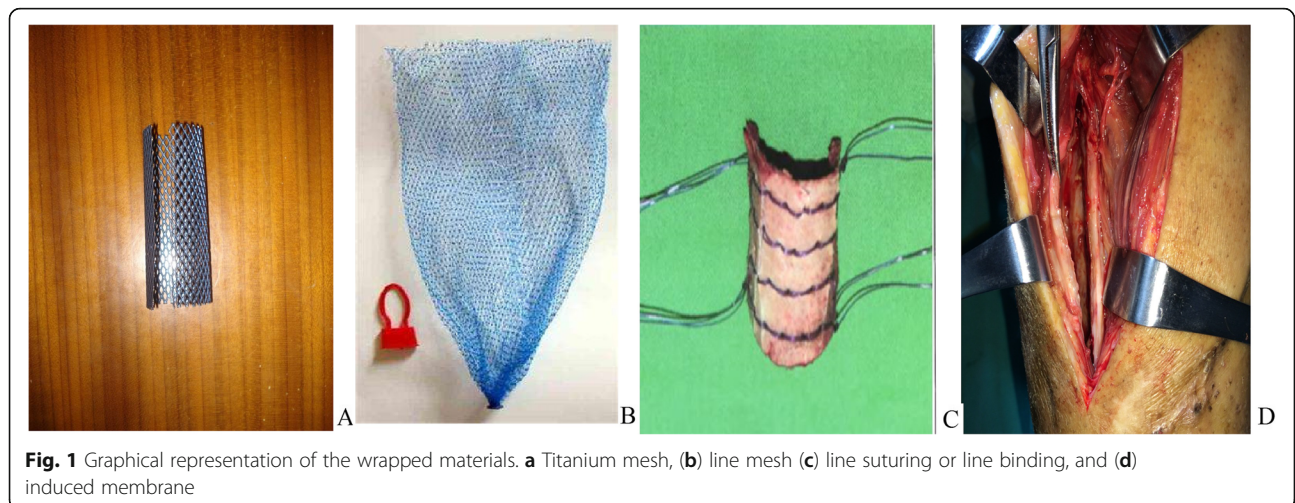 A
B
C
D
Fig. 1 Graphical representation of the wrapped materials. a Titanium mesh, (b) line mesh (c) line suturing or line binding, and (d)
induced membrane